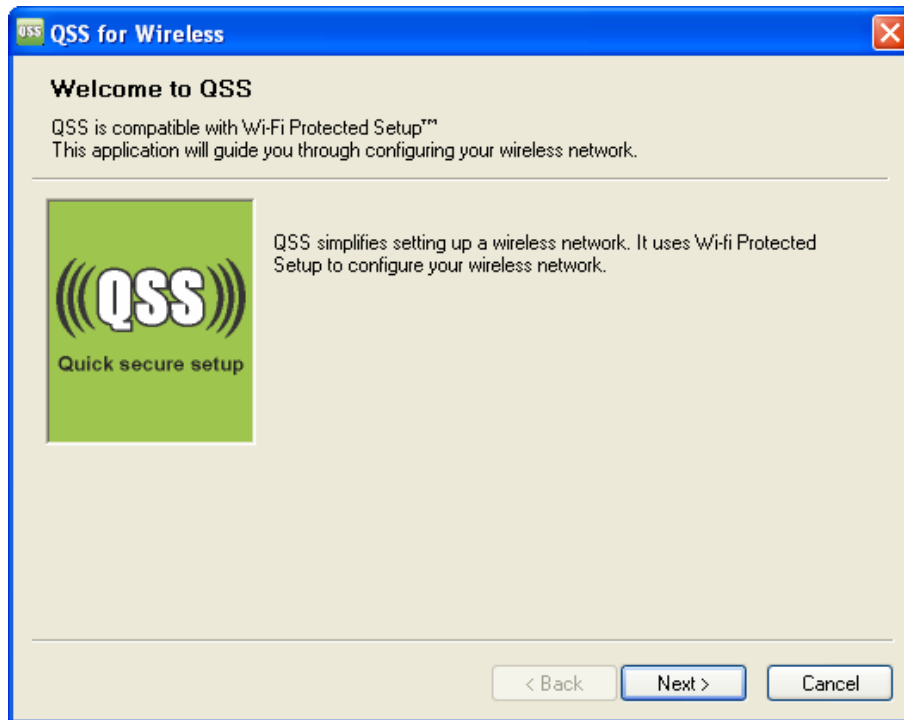 QSS QSS for Wireless
Welcome to QSS
QSS is compatible with Wi-Fi Protected Setup™
This application will guide you through configuring your wireless network.
(((QSS)))
Quick secure setup
QSS simplifies setting up a wireless network. It uses Wi-fi Protected
Setup to configure your wireless network.
< Back Next > Cancel